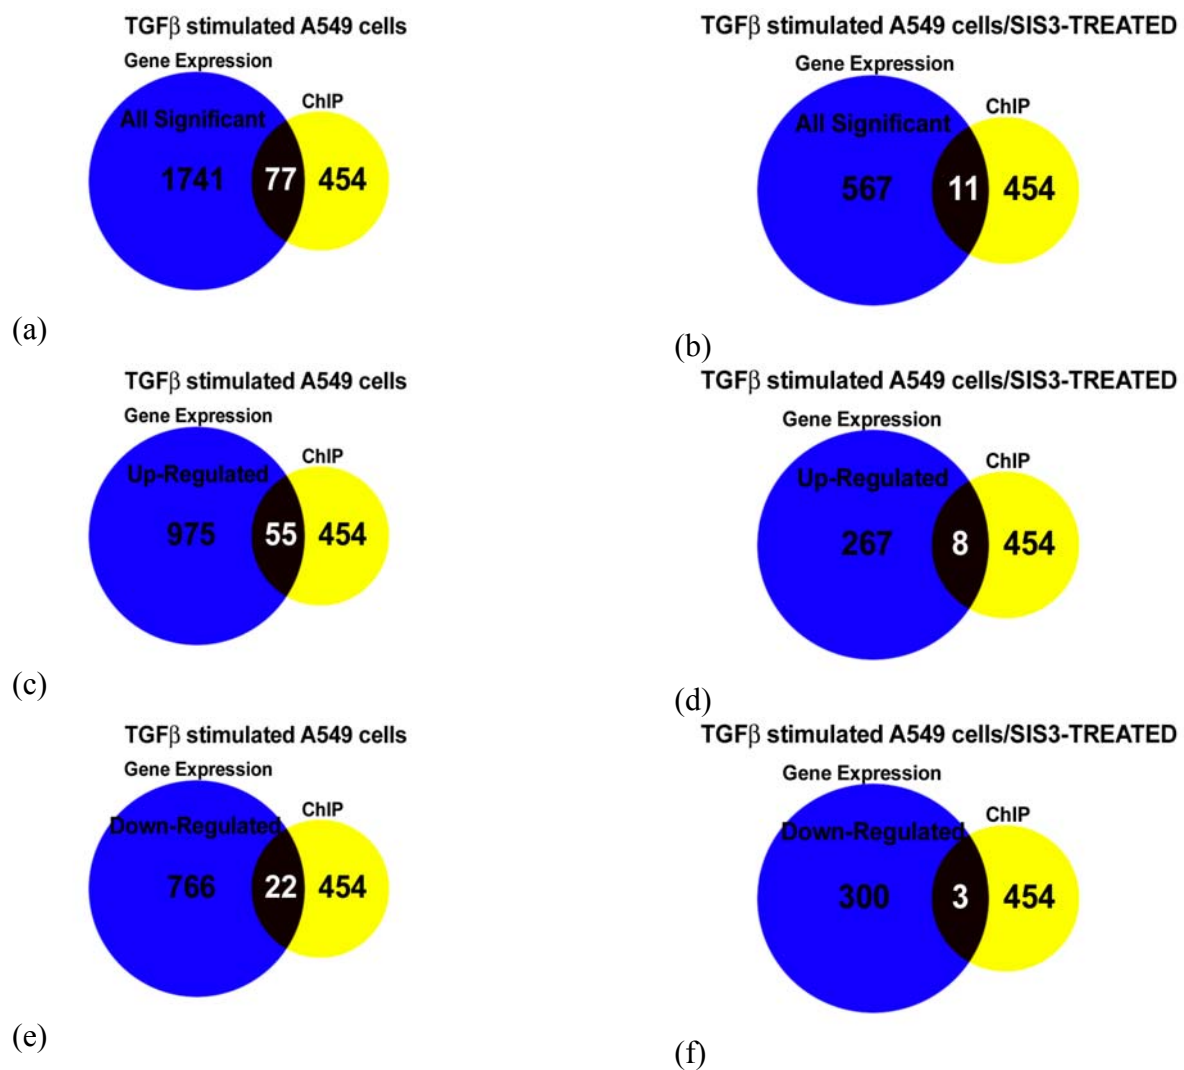 TGFβ stimulated A549 cells
Gene Expression
ChIP
All Significant
1741 77 454
(a)
TGFβ stimulated A549 cells/SIS3-TREATED
Gene Expression
ChIP
All Significant
567 11 454
(b)
TGFβ stimulated A549 cells
Gene Expression
ChIP
Up-Regulated
975 55 454
(c)
TGFβ stimulated A549 cells/SIS3-TREATED
Gene Expression
ChIP
Up-Regulated
267 8 454
(d)
TGFβ stimulated A549 cells
Gene Expression
ChIP
Down-Regulated
766 22 454
(e)
TGFβ stimulated A549 cells/SIS3-TREATED
Gene Expression
ChIP
Down-Regulated
300 3 454
(f)